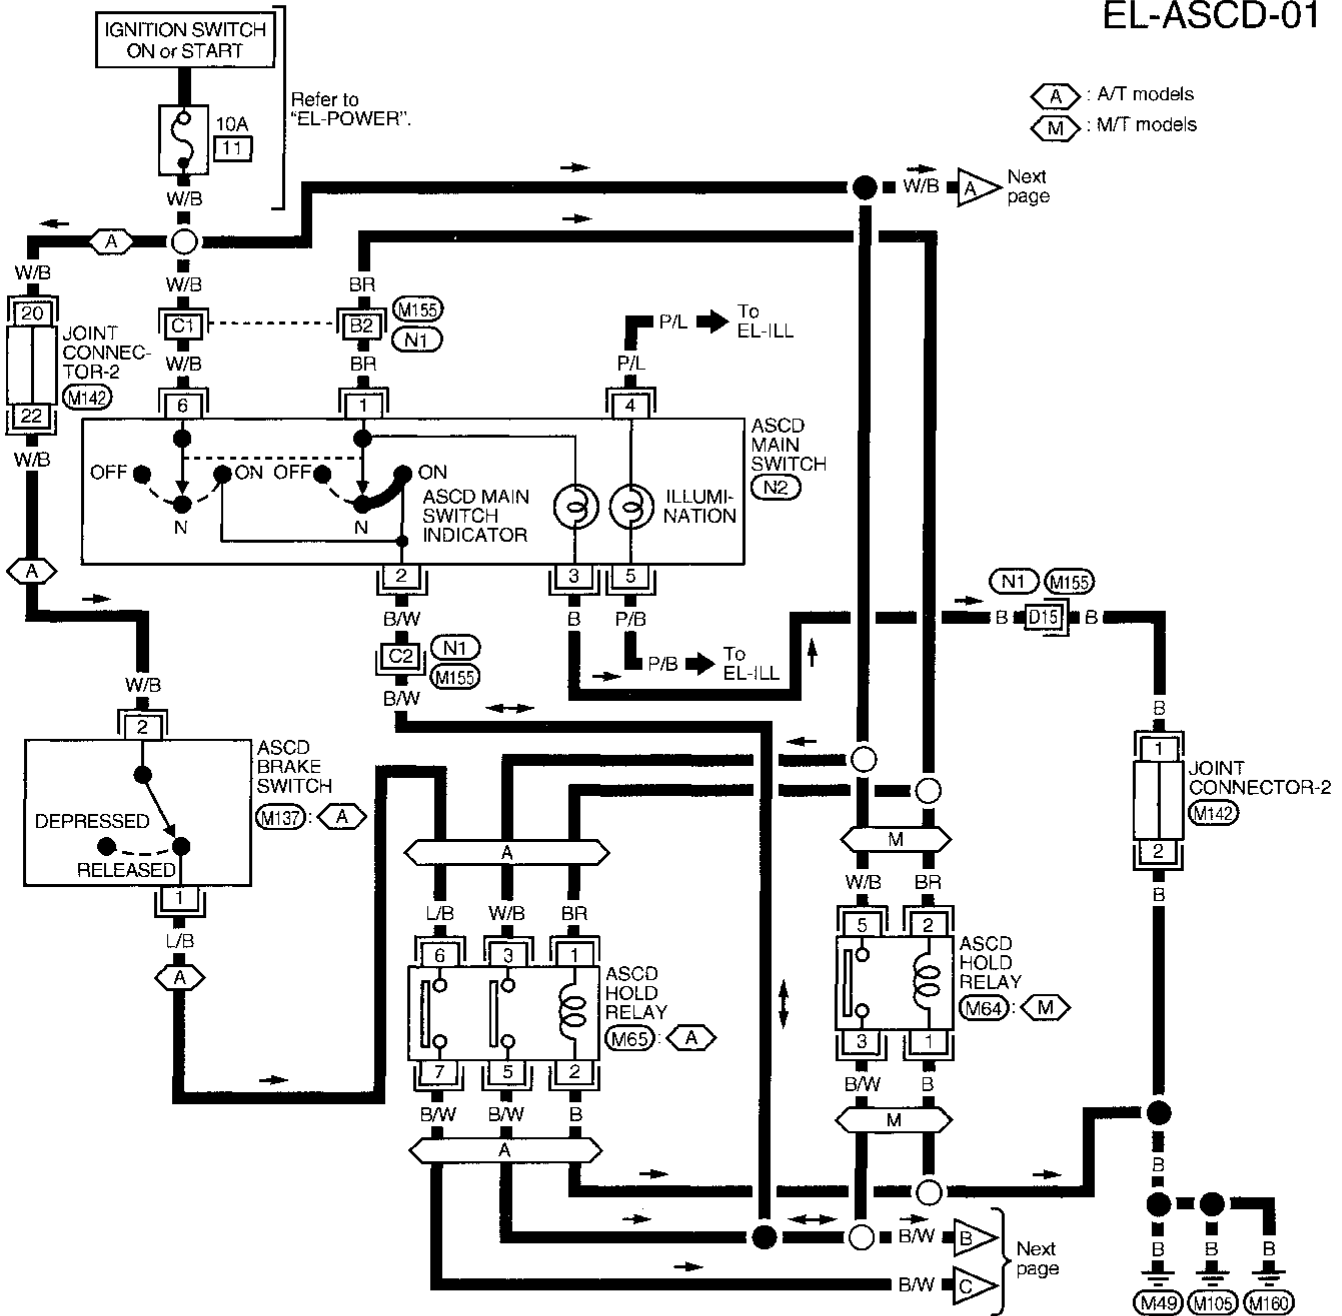 EL-ASCD-01
IGNITION SWITCH
ON or START
Refer to
"EL-POWER".
10A
11
A : A/T models
M : M/T models
W/B
W/B
A
Next
page
A
W/B
W/B
BR
20
C1
B2
M155
N1
JOINT
CONNEC-
TOR-2
M142
22
W/B
W/B
BR
P/L
To
EL-ILL
P/L
6
1
4
ASCD
MAIN
SWITCH
N2
OFF
ON
OFF
ON
N
N
ASCD MAIN
SWITCH
INDICATOR
ILLUMI-
NATION
2
3
5
A
B/W
B
P/B
N1
M155
B
D15
B
C2
N1
M155
P/B
To
EL-ILL
B/W
W/B
B
2
ASCD
BRAKE
SWITCH
M137 : A
DEPRESSED
RELEASED
1
L/B
A
1
JOINT
CONNECTOR-2
M142
2
B
A
M
L/B
W/B
BR
W/B
BR
6
3
1
ASCD
HOLD
RELAY
M65 : A
7
5
2
5
2
ASCD
HOLD
RELAY
M64 : M
3
1
B/W
B/W
B
B/W
B
A
M
B
B/W
B
Next
page
B/W
C
B
B
B
M49
M105
M160